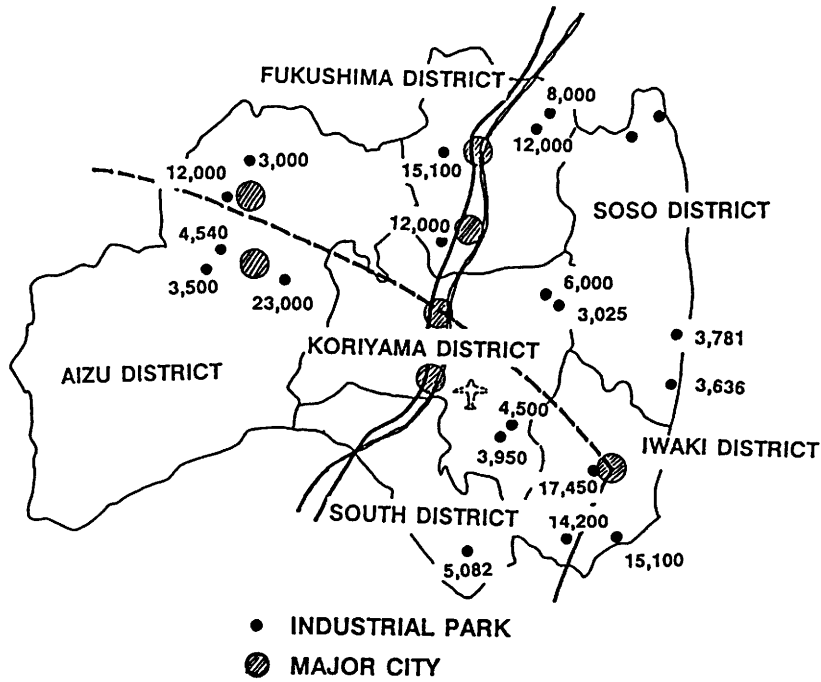 FUKUSHIMA DISTRICT
8,000
12,000
15,100
3,000
12,000
SOSO DISTRICT
12,000
4,540
3,500
23,000
6,000
3,025
3,781
KORIYAMA DISTRICT
AIZU DISTRICT
3,636
4,500
3,950
IWAKI DISTRICT
17,450
SOUTH DISTRICT
14,200
15,100
5,082
INDUSTRIAL PARK
MAJOR CITY